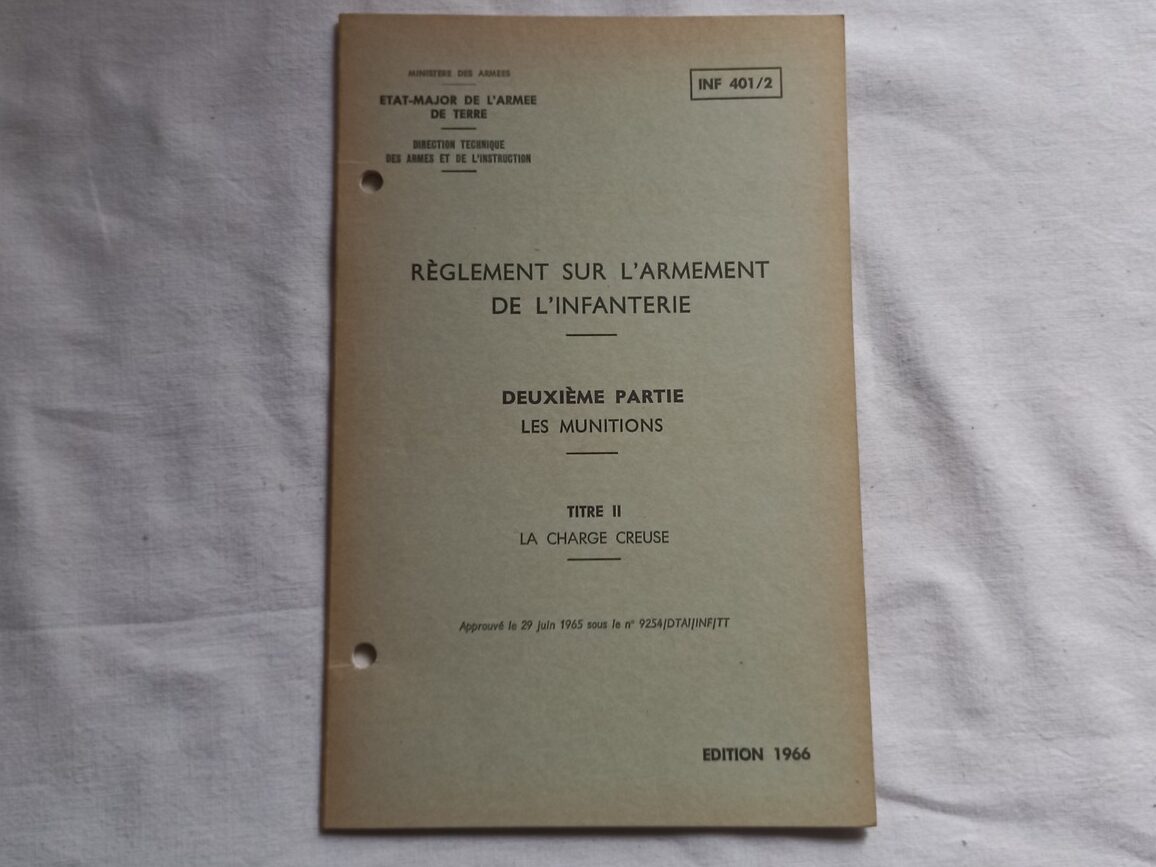 MINISTERE DES ARMEES
ETAT-MAJOR DE L'ARMEE
DE TERRE
DIRECTION TECHNIQUE
DES ARMES ET DE L'INSTRUCTION
INF 401/2
RÈGLEMENT SUR L'ARMEMENT
DE L'INFANTERIE
DEUXIÈME PARTIE
LES MUNITIONS
TITRE II
LA CHARGE CREUSE
Approuvé le 29 juin 1965 sous le n° 9254/DTAI/INF/TT
EDITION 1966